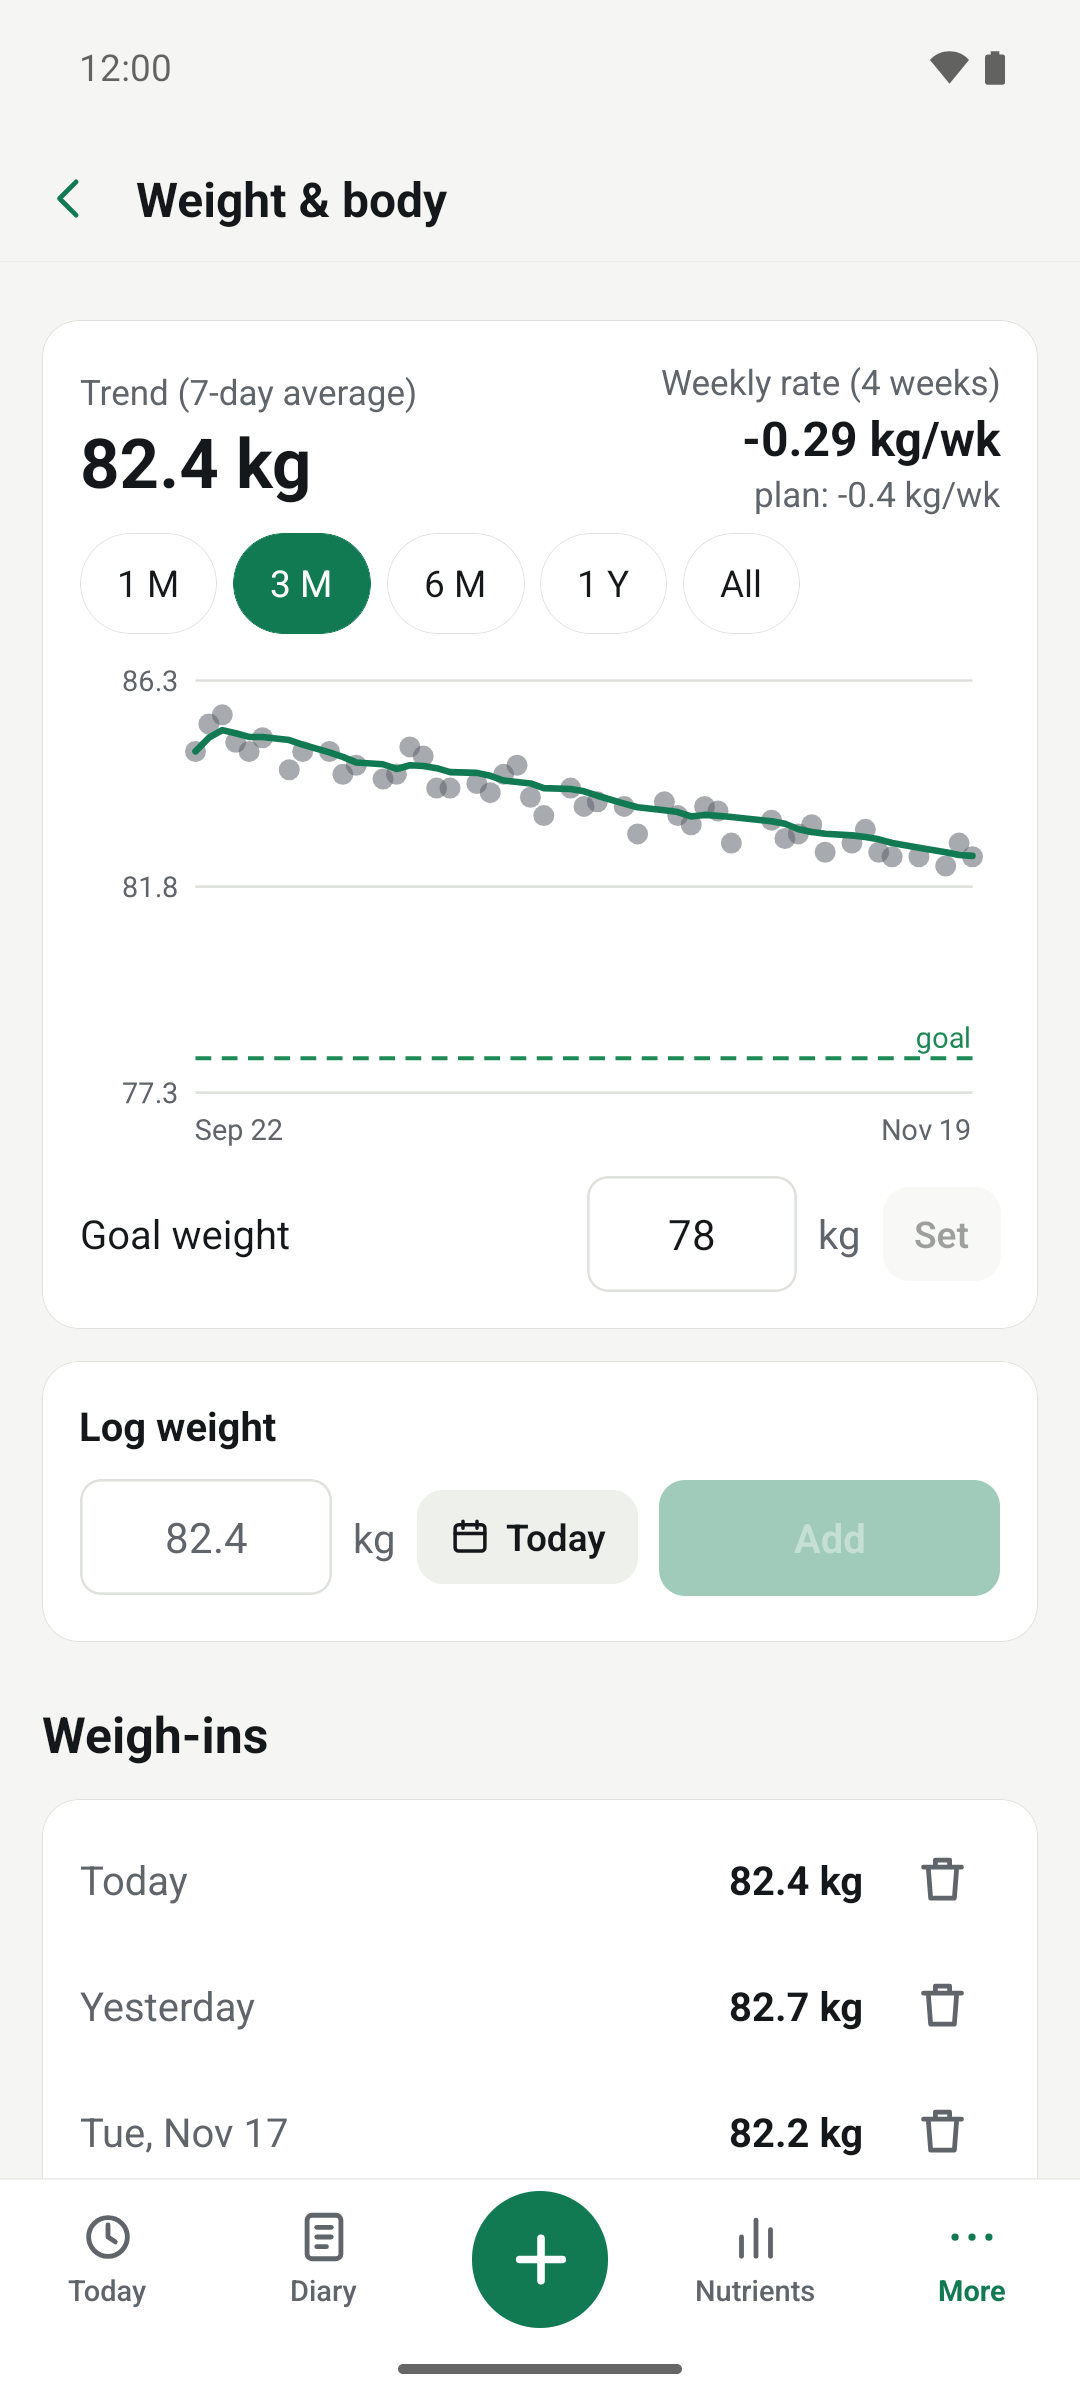 12:00
Weight & body
Trend (7-day average)
82.4 kg
Weekly rate (4 weeks)
-0.29 kg/wk
plan: -0.4 kg/wk
1 M
3 M
6 M
1 Y
All
86.3
81.8
goal
77.3
Sep 22
Nov 19
Goal weight
78
kg
Set
Log weight
82.4
kg
Today
Add
Weigh-ins
Today
82.4 kg
Yesterday
82.7 kg
Tue, Nov 17
82.2 kg
Today
Diary
Nutrients
More